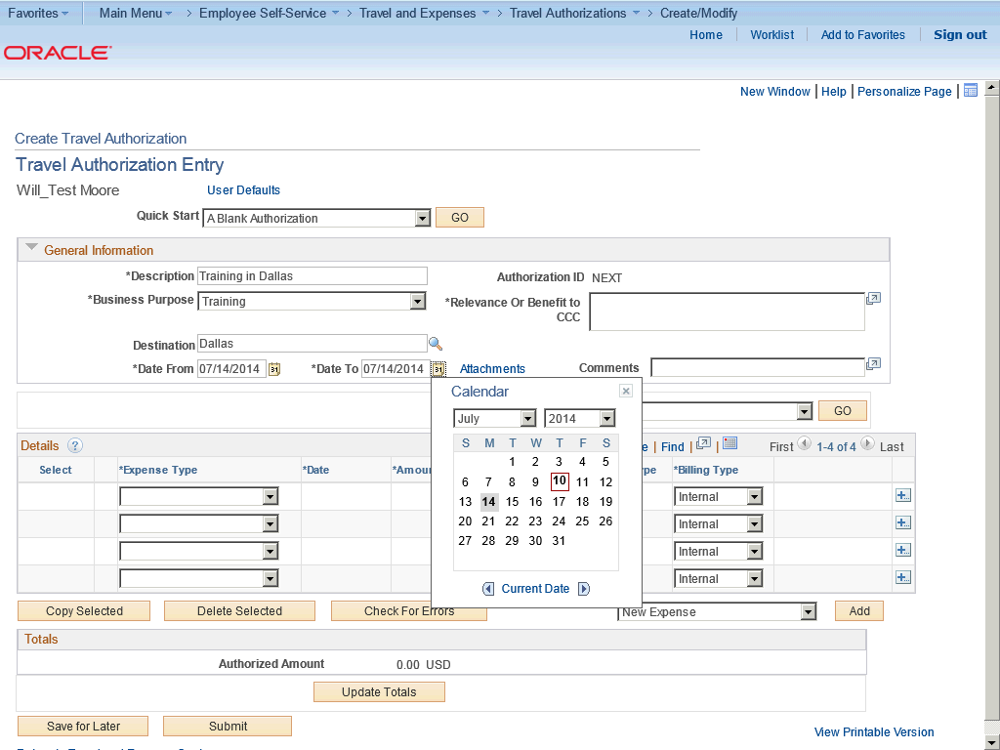 Favorites Main Menu > Employee Self-Service > Travel and Expenses > Travel Authorizations > Create/Modify
Home Worklist Add to Favorites Sign out
ORACLE
New Window | Help | Personalize Page |
Create Travel Authorization
Travel Authorization Entry
Will_Test Moore User Defaults
Quick Start A Blank Authorization GO
General Information
*Description Training in Dallas Authorization ID NEXT
*Business Purpose Training *Relevance Or Benefit to
CCC
Destination Dallas
*Date From 07/14/2014 31 *Date To 07/14/2014 31 Attachments Comments
Calendar
July 2014 GO
S M T W T F S
1 2 3 4 5
6 7 8 9 10 11 12
13 14 15 16 17 18 19
20 21 22 23 24 25 26
27 28 29 30 31
Current Date
Details ? | Find | | First 1-4 of 4 Last
Select *Expense Type *Date *Amou pe *Billing Type
Internal
Internal
Internal
Internal
Copy Selected Delete Selected Check For Errors New Expense Add
Totals
Authorized Amount 0.00 USD
Update Totals
Save for Later Submit
View Printable Version